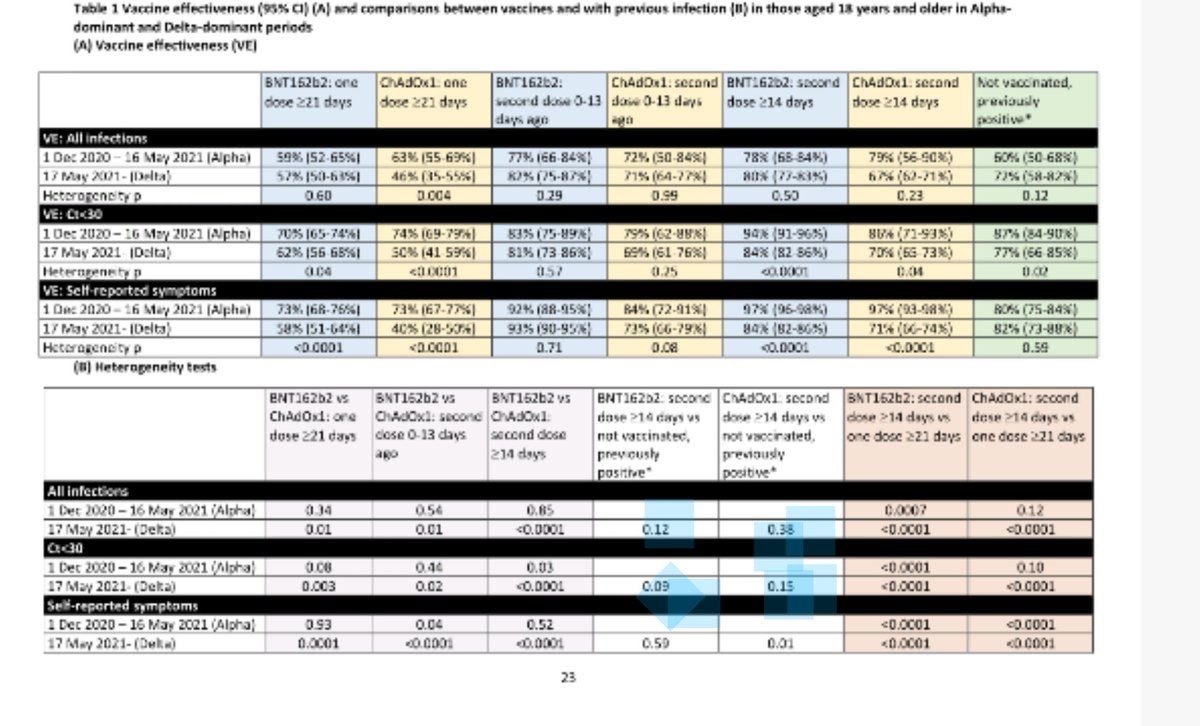 Table 1 Vaccine effectiveness (95% CI) (A) and comparisons between vaccines and with previous infection (B) in those aged 18 years and older in Alpha-
dominant and Delta-dominant periods
(A) Vaccine effectiveness (VE)
BNT162b2: one dose ≥21 days ChAdOx1: one dose ≥21 days BNT162b2: second dose 0-13 days ago ChAdOx1: second dose 0-13 days ago BNT162b2: second dose ≥14 days ChAdOx1: second dose ≥14 days Not vaccinated, previously positive*
VE: All infections
1 Dec 2020 – 16 May 2021 (Alpha) 59% (52-65%) 63% (55-69%) 77% (66-84%) 72% (50-84%) 78% (68-84%) 79% (56-90%) 60% (50-68%)
17 May 2021- (Delta) 57% (50-63%) 46% (35-55%) 82% (75-87%) 71% (64-77%) 80% (77-83%) 67% (62-71%) 72% (58-82%)
Heterogeneity p 0.60 0.004 0.29 0.99 0.50 0.23 0.12
VE: Ct<30
1 Dec 2020 – 16 May 2021 (Alpha) 70% (65-74%) 74% (69-79%) 83% (75-89%) 79% (62-88%) 94% (91-96%) 86% (71-93%) 87% (84-90%)
17 May 2021- (Delta) 62% (56-68%) 50% (41-59%) 81% (73-86%) 69% (61-76%) 84% (82-86%) 70% (65-73%) 77% (66-85%)
Heterogeneity p 0.04 <0.0001 0.57 0.25 <0.0001 0.04 0.02
VE: Self-reported symptoms
1 Dec 2020 – 16 May 2021 (Alpha) 73% (68-76%) 73% (67-77%) 92% (88-95%) 84% (72-91%) 97% (96-98%) 97% (93-98%) 80% (75-84%)
17 May 2021- (Delta) 58% (51-64%) 40% (28-50%) 93% (90-95%) 73% (66-79%) 84% (82-86%) 71% (66-74%) 82% (73-88%)
Heterogeneity p <0.0001 <0.0001 0.71 0.08 <0.0001 <0.0001 0.59
(B) Heterogeneity tests
BNT162b2 vs ChAdOx1: one dose ≥21 days BNT162b2 vs ChAdOx1: second dose 0-13 days ago BNT162b2 vs ChAdOx1: second dose ≥14 days BNT162b2: second dose ≥14 days vs not vaccinated, previously positive* ChAdOx1: second dose ≥14 days vs not vaccinated, previously positive* BNT162b2: second dose ≥14 days vs one dose ≥21 days ChAdOx1: second dose ≥14 days vs one dose ≥21 days
All infections
1 Dec 2020 – 16 May 2021 (Alpha) 0.34 0.54 0.85 0.0007 0.12
17 May 2021- (Delta) 0.01 0.01 <0.0001 0.12 0.38 <0.0001 <0.0001
Ct<30
1 Dec 2020 – 16 May 2021 (Alpha) 0.08 0.44 0.03 <0.0001 0.10
17 May 2021- (Delta) 0.003 0.02 <0.0001 0.09 0.15 <0.0001 <0.0001
Self-reported symptoms
1 Dec 2020 – 16 May 2021 (Alpha) 0.93 0.04 0.52 <0.0001 <0.0001
17 May 2021- (Delta) 0.0001 <0.0001 <0.0001 0.59 0.01 <0.0001 <0.0001
23